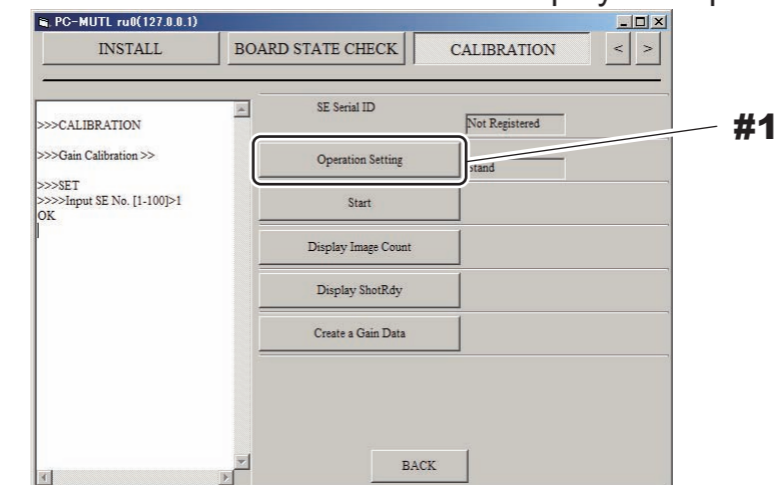 PC-MUTL ru0(127.0.0.1)
INSTALL
BOARD STATE CHECK
CALIBRATION
<
>
>>>CALIBRATION
>>>Gain Calibration >>
>>>SET
>>>>Input SE No. [1-100]>1
OK
SE Serial ID
Not Registered
Operation Setting
Stand
#1
Start
Display Image Count
Display ShotRdy
Create a Gain Data
BACK